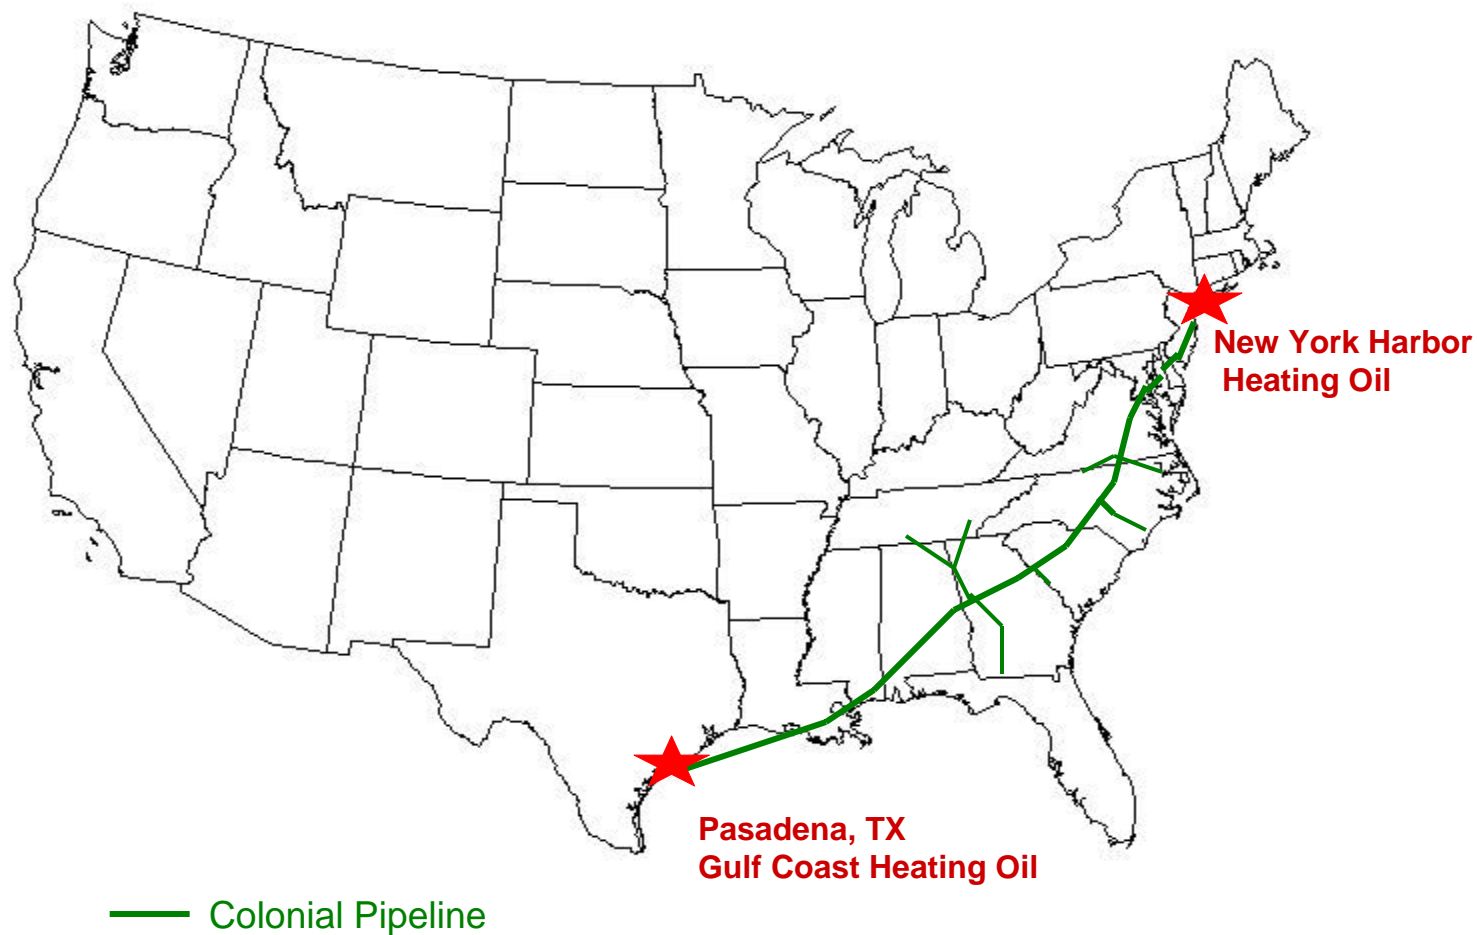 New York Harbor
Heating Oil
Pasadena, TX
Gulf Coast Heating Oil
Colonial Pipeline